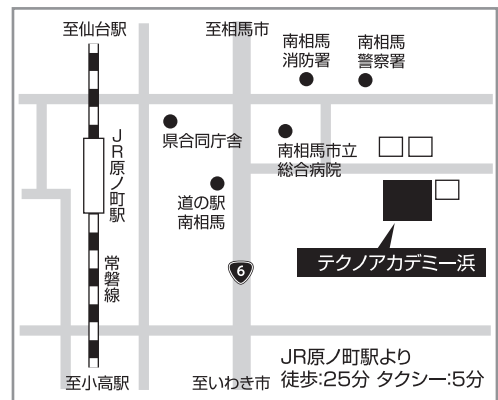 至仙台駅
至相馬市
南相馬
消防署
南相馬
警察署
県合同庁舎
南相馬市立
総合病院
JR原ノ町駅
道の駅
南相馬
テクノアカデミー浜
常磐線
6
JR原ノ町駅より
徒歩:25分 タクシー:5分
至小高駅
至いわき市